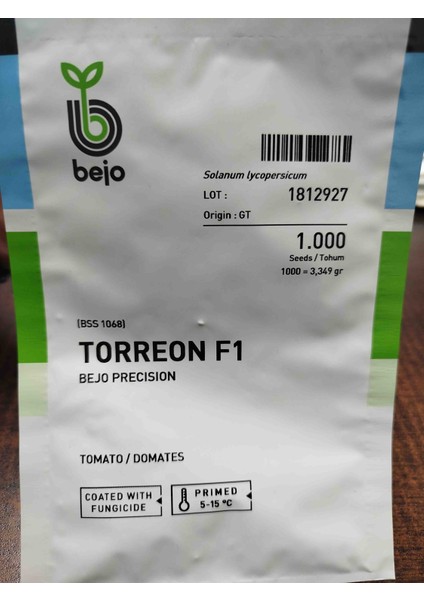 bejo
Solanum lycopersicum
LOT : 1812927
Origin : GT
1.000
Seeds / Tohum
1000 = 3,349 gr
(BSS 1068)
TORREON F1
BEJO PRECISION
TOMATO / DOMATES
COATED WITH
FUNGICIDE
PRIMED
5-15 °C